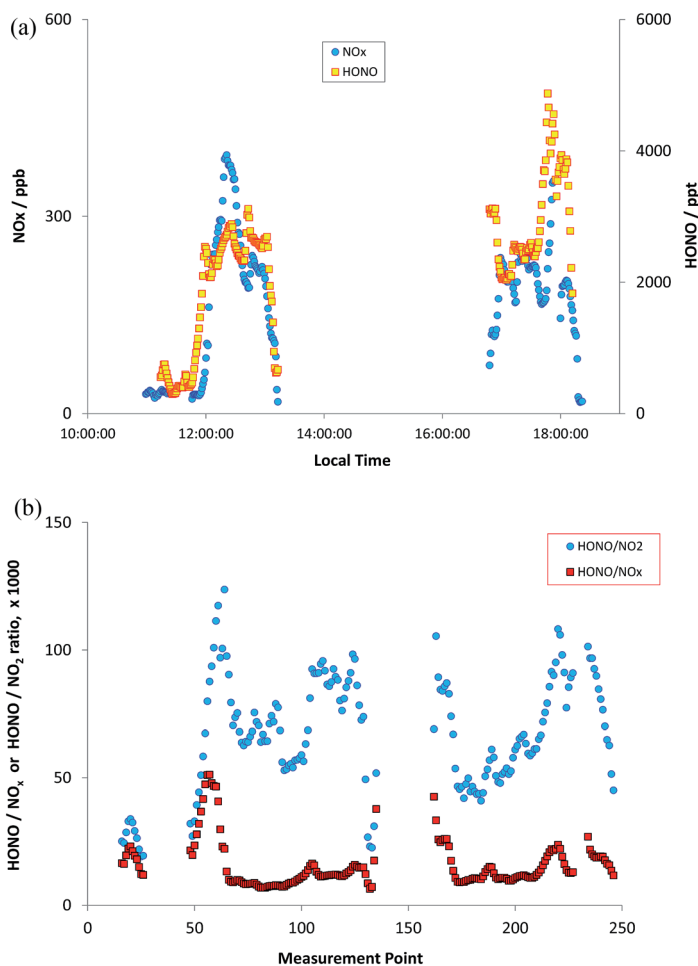 (a)
600
6000
NOx
HONO
4000
300
2000
0
0
NOx / ppb
HONO / ppt
10:00:00
12:00:00
14:00:00
16:00:00
18:00:00
Local Time
(b)
150
HONO/NO2
HONO/NOx
100
50
0
HONO / NOx or HONO / NO2 ratio, x 1000
0
50
100
150
200
250
Measurement Point